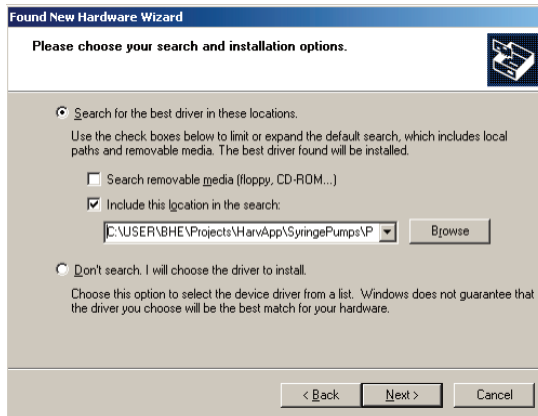 Found New Hardware Wizard
Please choose your search and installation options.
Search for the best driver in these locations.
Use the check boxes below to limit or expand the default search, which includes local
paths and removable media. The best driver found will be installed.
Search removable media (floppy, CD-ROM...)
Include this location in the search:
C:\USER\BHE\Projects\HarvApp\SyringePumps\P
Browse
Don't search. I will choose the driver to install.
Choose this option to select the device driver from a list. Windows does not guarantee that
the driver you choose will be the best match for your hardware.
< Back Next > Cancel